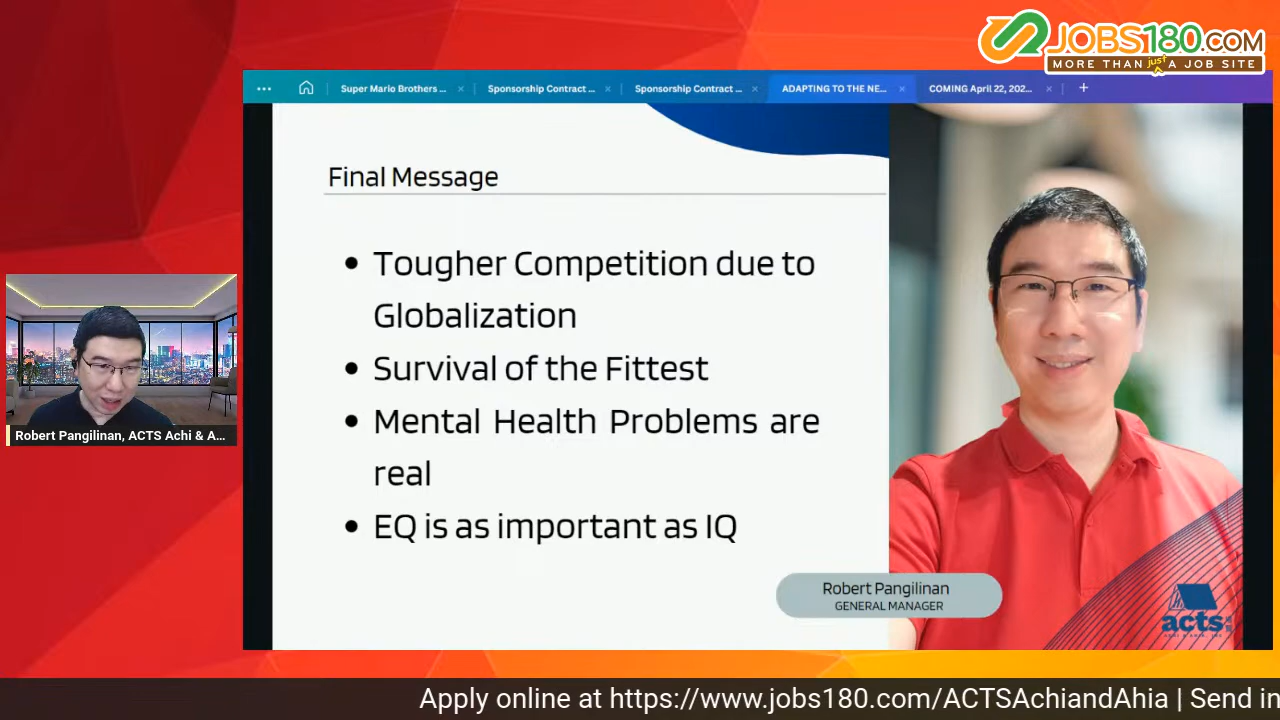 JOBS180.COM
MORE THAN just A JOB SITE
Super Mario Brothers ...
Sponsorship Contract ...
Sponsorship Contract ...
ADAPTING TO THE NE...
COMING April 22, 202...
Final Message
• Tougher Competition due to
Globalization
• Survival of the Fittest
• Mental Health Problems are
real
• EQ is as important as IQ
Robert Pangilinan, ACTS Achi & A...
Robert Pangilinan
GENERAL MANAGER
acts
Apply online at https://www.jobs180.com/ACTSAchiandAhia | Send in